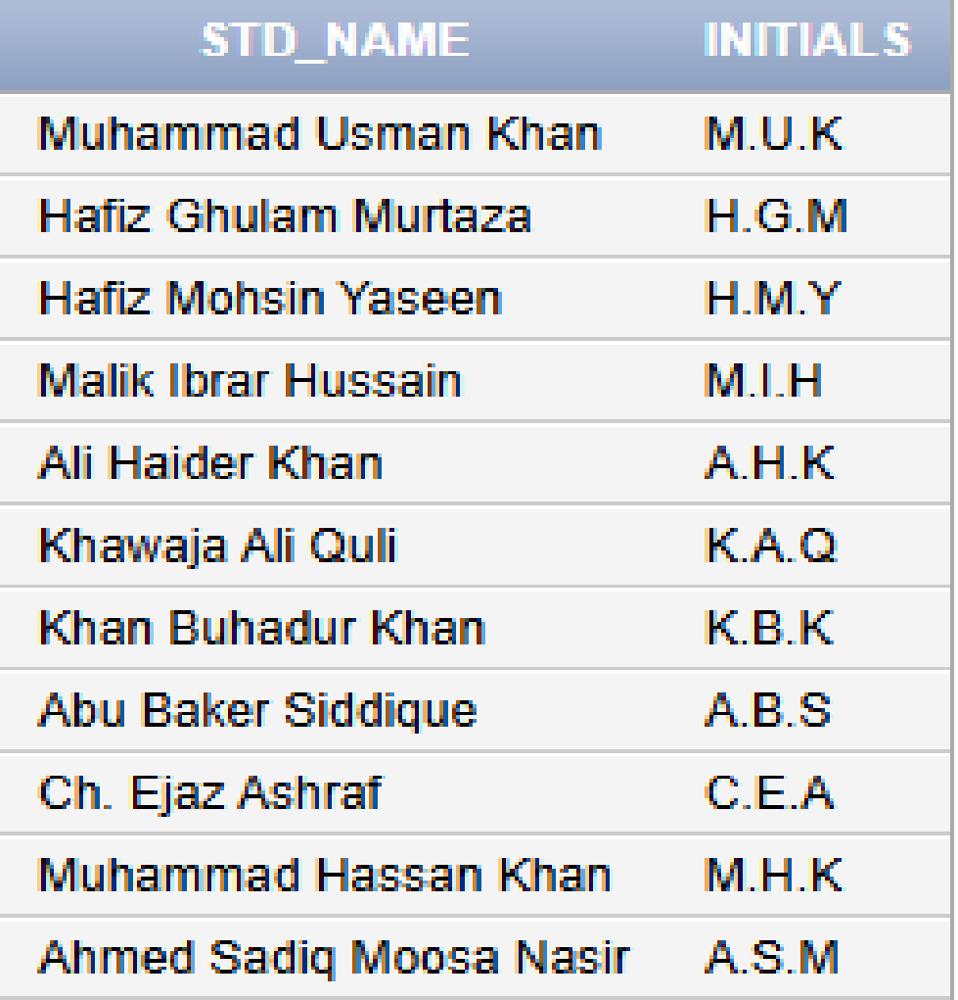 STD_NAME INITIALS
Muhammad Usman Khan M.U.K
Hafiz Ghulam Murtaza H.G.M
Hafiz Mohsin Yaseen H.M.Y
Malik Ibrar Hussain M.I.H
Ali Haider Khan A.H.K
Khawaja Ali Quli K.A.Q
Khan Buhadur Khan K.B.K
Abu Baker Siddique A.B.S
Ch. Ejaz Ashraf C.E.A
Muhammad Hassan Khan M.H.K
Ahmed Sadiq Moosa Nasir A.S.M